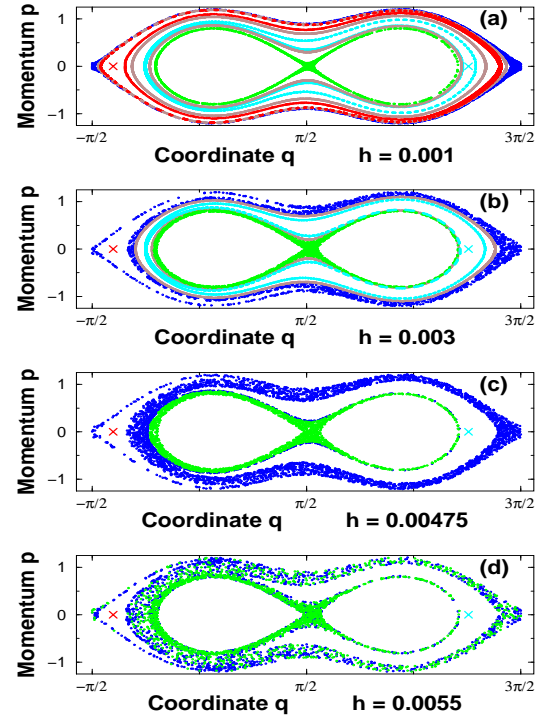 (a)
Momentum p
1
0
−1
−π/2 π/2 3π/2
Coordinate q h = 0.001
(b)
Momentum p
1
0
−1
−π/2 π/2 3π/2
Coordinate q h = 0.003
(c)
Momentum p
1
0
−1
−π/2 π/2 3π/2
Coordinate q h = 0.00475
(d)
Momentum p
1
0
−1
−π/2 π/2 3π/2
Coordinate q h = 0.0055